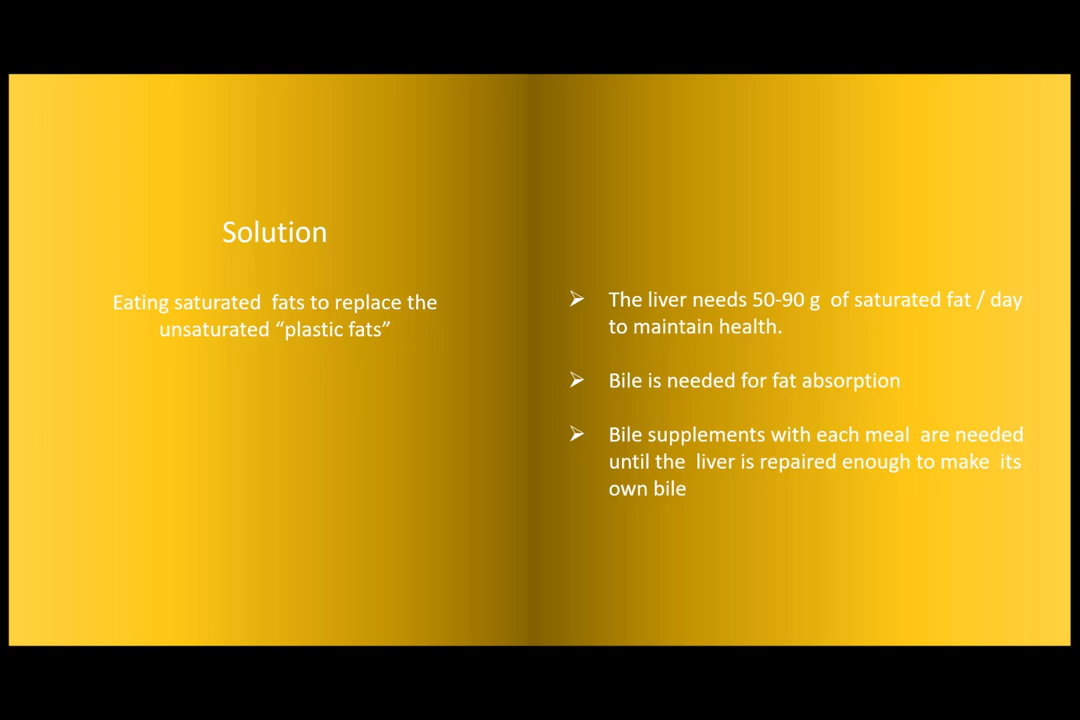 Solution
Eating saturated  fats to replace the
unsaturated “plastic fats”
➢ The liver needs 50-90 g  of saturated fat / day
to maintain health.
➢ Bile is needed for fat absorption
➢ Bile supplements with each meal  are needed
until the  liver is repaired enough to make  its
own bile